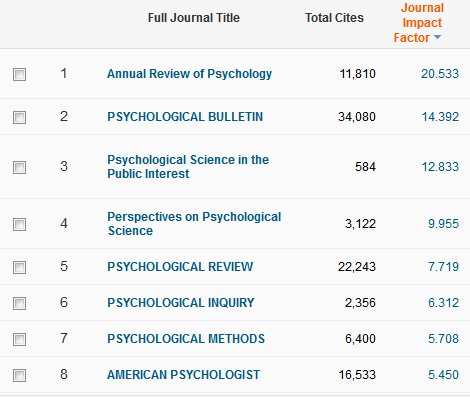 Full Journal Title Total Cites Journal
Impact
Factor
1 Annual Review of Psychology 11,810 20.533
2 PSYCHOLOGICAL BULLETIN 34,080 14.392
3 Psychological Science in the
Public Interest 584 12.833
4 Perspectives on Psychological
Science 3,122 9.955
5 PSYCHOLOGICAL REVIEW 22,243 7.719
6 PSYCHOLOGICAL INQUIRY 2,356 6.312
7 PSYCHOLOGICAL METHODS 6,400 5.708
8 AMERICAN PSYCHOLOGIST 16,533 5.450